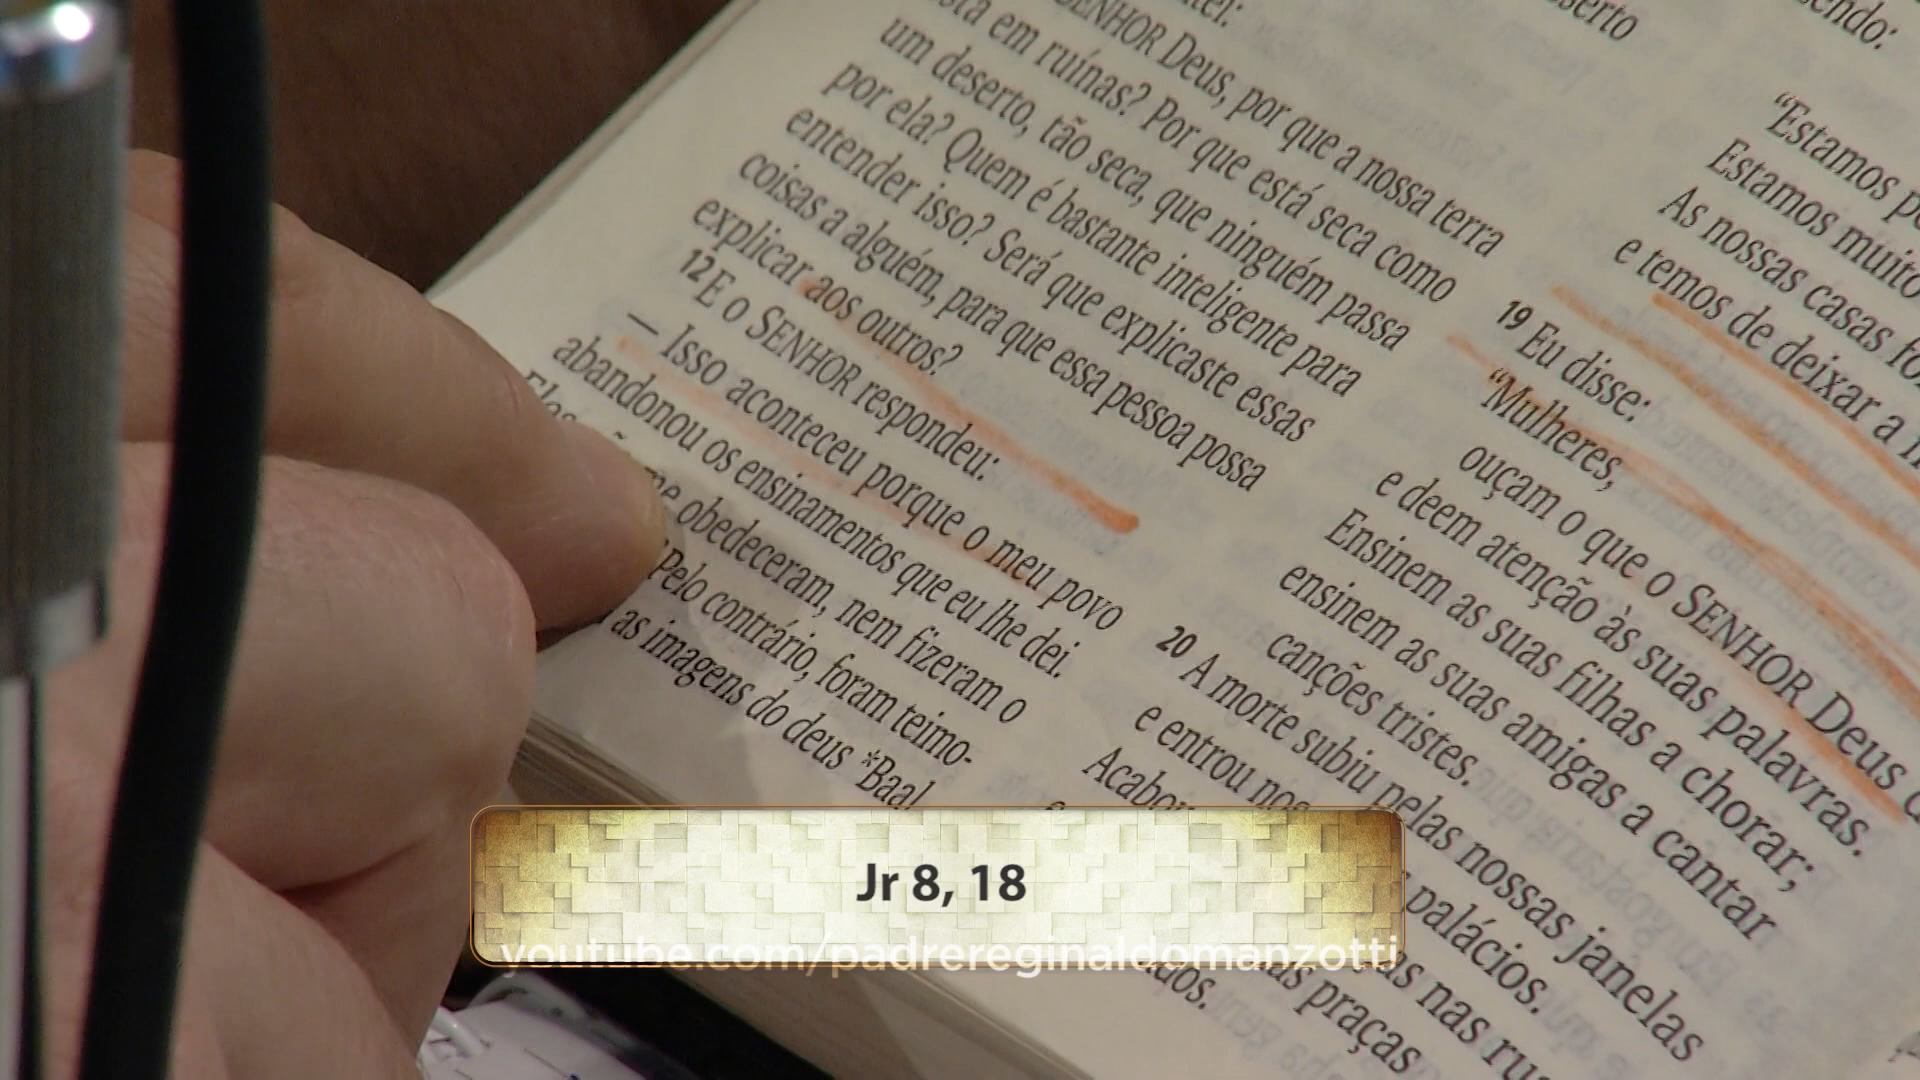 SENHOR Deus, por que a nossa terra
em ruínas? Por que está seca como
um deserto, tão seca, que ninguém passa
por ela? Quem é bastante inteligente para
entender isso? Será que explicaste essas
coisas a alguém, para que essa pessoa possa
explicar aos outros?
12 E o SENHOR respondeu:
— Isso aconteceu porque o meu povo
abandonou os ensinamentos que eu lhe dei.
obedeceram, nem fizeram o
Pelo contrário, foram teimo-
as imagens do deus *Baal
“Estamos
Estamos muito
As nossas casas
e temos de deixar a
19 Eu disse:
“Mulheres,
ouçam o que o SENHOR Deus
e deem atenção às suas palavras.
Ensinem as suas filhas a chorar;
ensinem as suas amigas a cantar
canções tristes.
20 A morte subiu pelas nossas janelas
e entrou nos palácios.
nas ruas
praças
Jr 8, 18
youtube.com/padrereginaldomanzotti